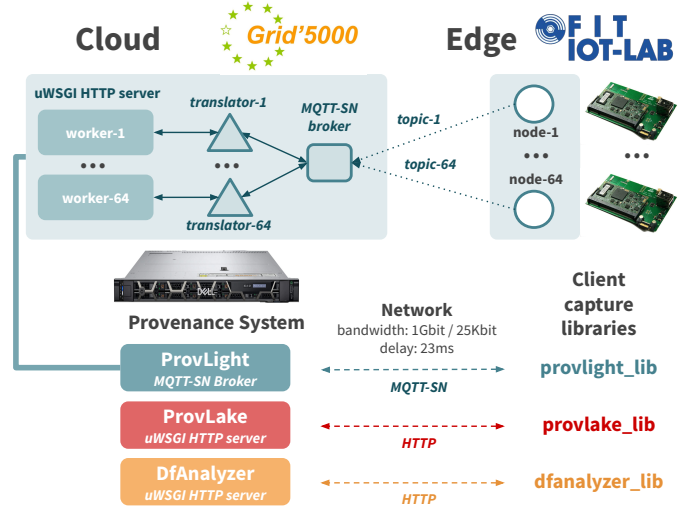 Cloud
Grid'5000
Edge
FIT
IOT-LAB
uWSGI HTTP server
translator-1
MQTT-SN
broker
topic-1
worker-1
node-1
•••
•••
•••
•••
topic-64
worker-64
node-64
translator-64
DELL
Provenance System
Network
bandwidth: 1Gbit / 25Kbit
delay: 23ms
Client
capture
libraries
ProvLight
MQTT-SN Broker
MQTT-SN
provlight_lib
ProvLake
uWSGI HTTP server
HTTP
provlake_lib
DfAnalyzer
uWSGI HTTP server
HTTP
dfanalyzer_lib